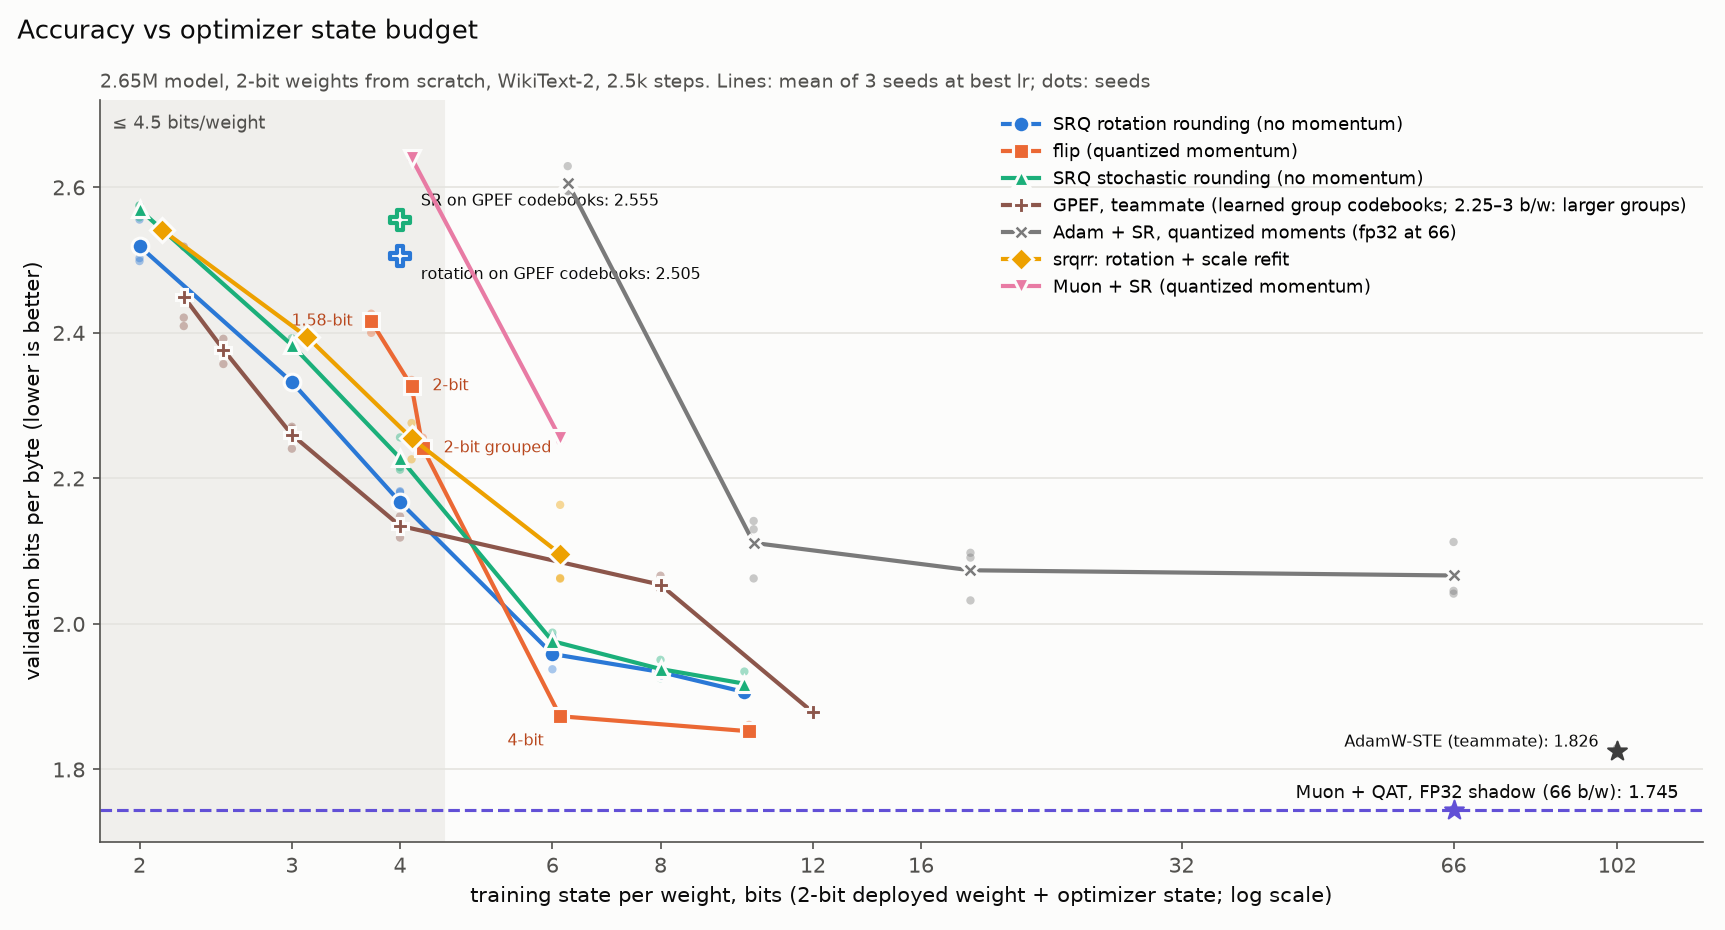 Accuracy vs optimizer state budget
2.65M model, 2-bit weights from scratch, WikiText-2, 2.5k steps. Lines: mean of 3 seeds at best lr; dots: seeds
≤ 4.5 bits/weight
SRQ rotation rounding (no momentum)
flip (quantized momentum)
SRQ stochastic rounding (no momentum)
GPEF, teammate (learned group codebooks; 2.25–3 b/w: larger groups)
Adam + SR, quantized moments (fp32 at 66)
srqrr: rotation + scale refit
Muon + SR (quantized momentum)
SR on GPEF codebooks: 2.555
rotation on GPEF codebooks: 2.505
1.58-bit
2-bit
2-bit grouped
4-bit
AdamW-STE (teammate): 1.826
Muon + QAT, FP32 shadow (66 b/w): 1.745
validation bits per byte (lower is better)
2.6
2.4
2.2
2.0
1.8
2 3 4 6 8 12 16 32 66 102
training state per weight, bits (2-bit deployed weight + optimizer state; log scale)